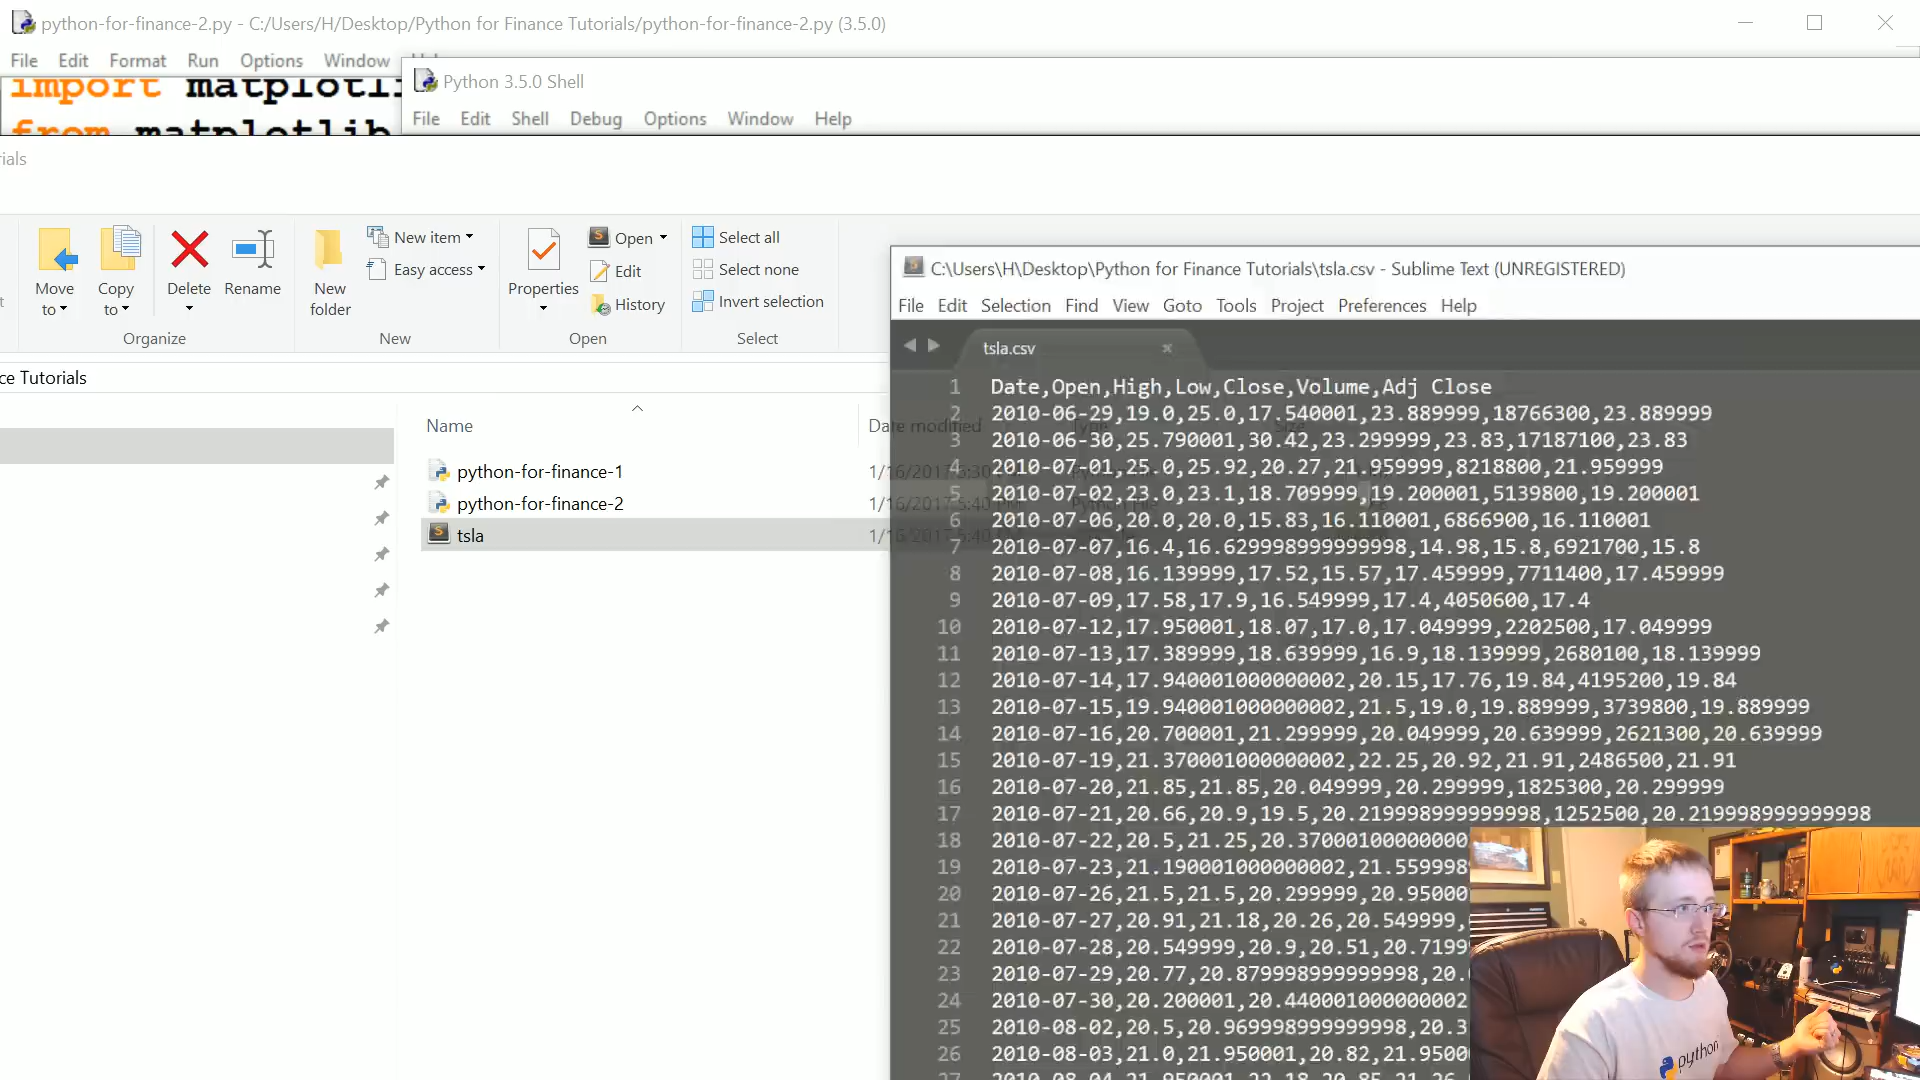 python-for-finance-2.py - C:/Users/H/Desktop/Python for Finance Tutorials/python-for-finance-2.py (3.5.0)
File Edit Format Run Options Window
import matplotli
from matplotlib
Python 3.5.0 Shell
File Edit Shell Debug Options Window Help
ials
Move to
Copy to
Delete
Rename
Organize
New folder
New item
Easy access
New
Properties
Open
Edit
History
Open
Select all
Select none
Invert selection
Select
ce Tutorials
Name Date modified Type Size
python-for-finance-1
python-for-finance-2
tsla
C:\Users\H\Desktop\Python for Finance Tutorials\tsla.csv - Sublime Text (UNREGISTERED)
File Edit Selection Find View Goto Tools Project Preferences Help
tsla.csv
1 Date,Open,High,Low,Close,Volume,Adj Close
2 2010-06-29,19.0,25.0,17.540001,23.889999,18766300,23.889999
3 2010-06-30,25.790001,30.42,23.299999,23.83,17187100,23.83
4 2010-07-01,25.0,25.92,20.27,21.959999,8218800,21.959999
5 2010-07-02,23.0,23.1,18.709999,19.200001,5139800,19.200001
6 2010-07-06,20.0,20.0,15.83,16.110001,6866900,16.110001
7 2010-07-07,16.4,16.629998999999998,14.98,15.8,6921700,15.8
8 2010-07-08,16.139999,17.52,15.57,17.459999,7711400,17.459999
9 2010-07-09,17.58,17.9,16.549999,17.4,4050600,17.4
10 2010-07-12,17.950001,18.07,17.0,17.049999,2202500,17.049999
11 2010-07-13,17.389999,18.639999,16.9,18.139999,2680100,18.139999
12 2010-07-14,17.940001000000002,20.15,17.76,19.84,4195200,19.84
13 2010-07-15,19.940001000000002,21.5,19.0,19.889999,3739800,19.889999
14 2010-07-16,20.700001,21.299999,20.049999,20.639999,2621300,20.639999
15 2010-07-19,21.370001000000002,22.25,20.92,21.91,2486500,21.91
16 2010-07-20,21.85,21.85,20.049999,20.299999,1825300,20.299999
17 2010-07-21,20.66,20.9,19.5,20.219998999999998,1252500,20.219998999999998
18 2010-07-22,20.5,21.25,20.37000100000000
19 2010-07-23,21.190001000000002,21.559998
20 2010-07-26,21.5,21.5,20.299999,20.95000
21 2010-07-27,20.91,21.18,20.26,20.549999,
22 2010-07-28,20.549999,20.9,20.51,20.7199
23 2010-07-29,20.77,20.879998999999998,20.
24 2010-07-30,20.200001,20.440001000000002
25 2010-08-02,20.5,20.969998999999998,20.3
26 2010-08-03,21.0,21.950001,20.82,21.9500
python